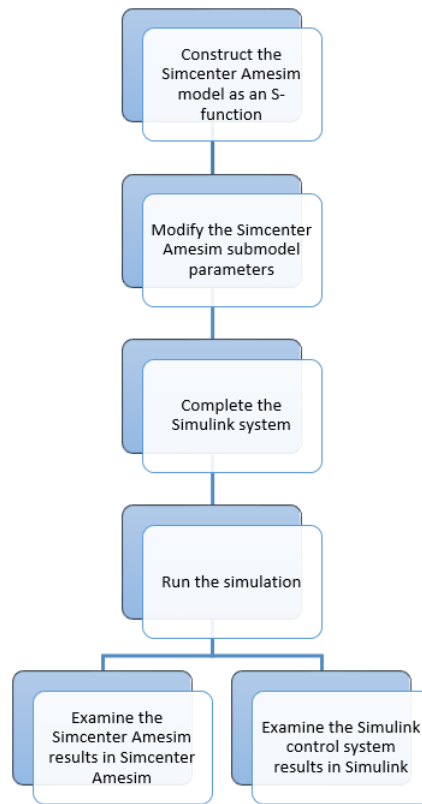 Construct the
Simcenter Amesim
model as an S-
function
Modify the Simcenter
Amesim submodel
parameters
Complete the
Simulink system
Run the simulation
Examine the
Simcenter Amesim
results in Simcenter
Amesim
Examine the Simulink
control system
results in Simulink